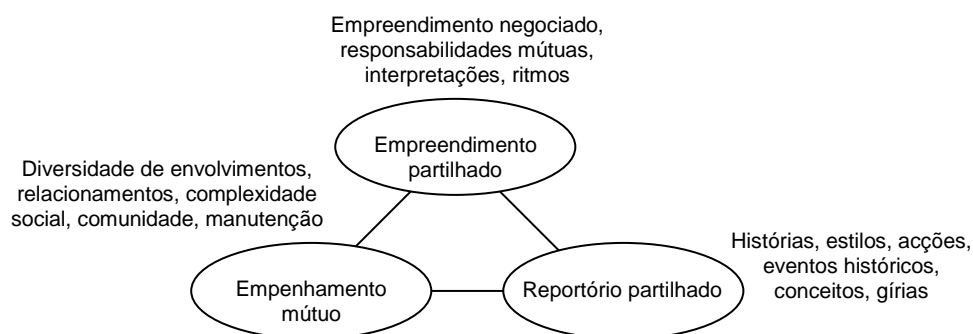 Empreendimento negociado,
responsabilidades mútuas,
interpretações, ritmos
Empreendimento
partilhado
Diversidade de envolvimentos,
relacionamentos, complexidade
social, comunidade, manutenção
Histórias, estilos, acções,
eventos históricos,
conceitos, gírias
Empenhamento
mútuo
Reportório partilhado